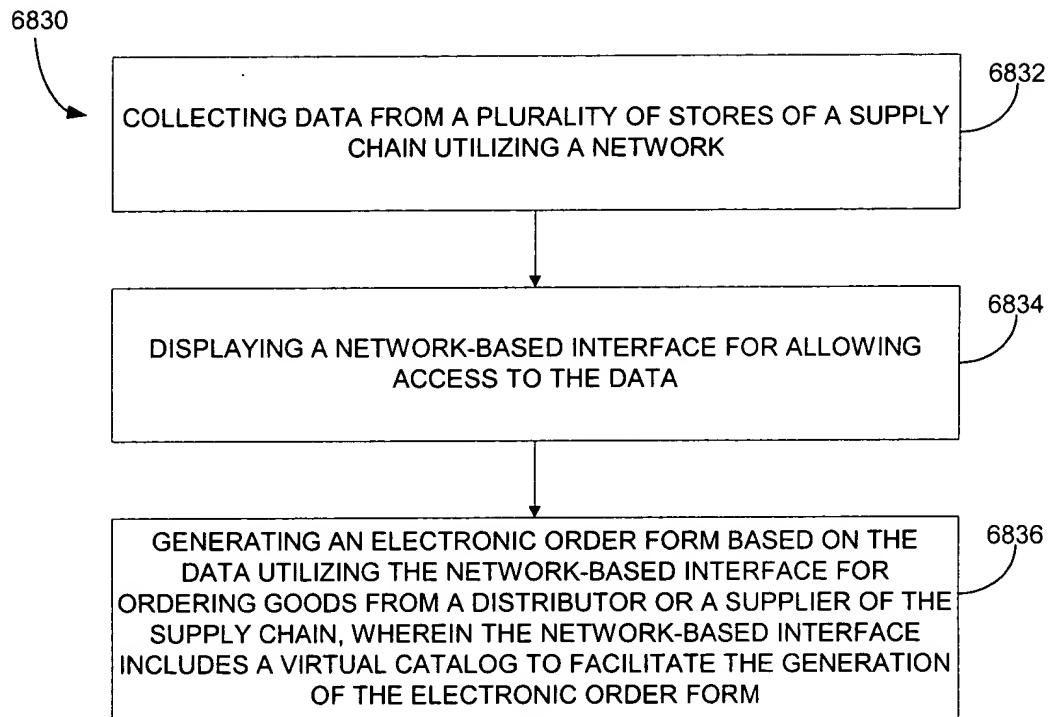 6830
6832
COLLECTING DATA FROM A PLURALITY OF STORES OF A SUPPLY
CHAIN UTILIZING A NETWORK
6834
DISPLAYING A NETWORK-BASED INTERFACE FOR ALLOWING
ACCESS TO THE DATA
6836
GENERATING AN ELECTRONIC ORDER FORM BASED ON THE
DATA UTILIZING THE NETWORK-BASED INTERFACE FOR
ORDERING GOODS FROM A DISTRIBUTOR OR A SUPPLIER OF THE
SUPPLY CHAIN, WHEREIN THE NETWORK-BASED INTERFACE
INCLUDES A VIRTUAL CATALOG TO FACILITATE THE GENERATION
OF THE ELECTRONIC ORDER FORM